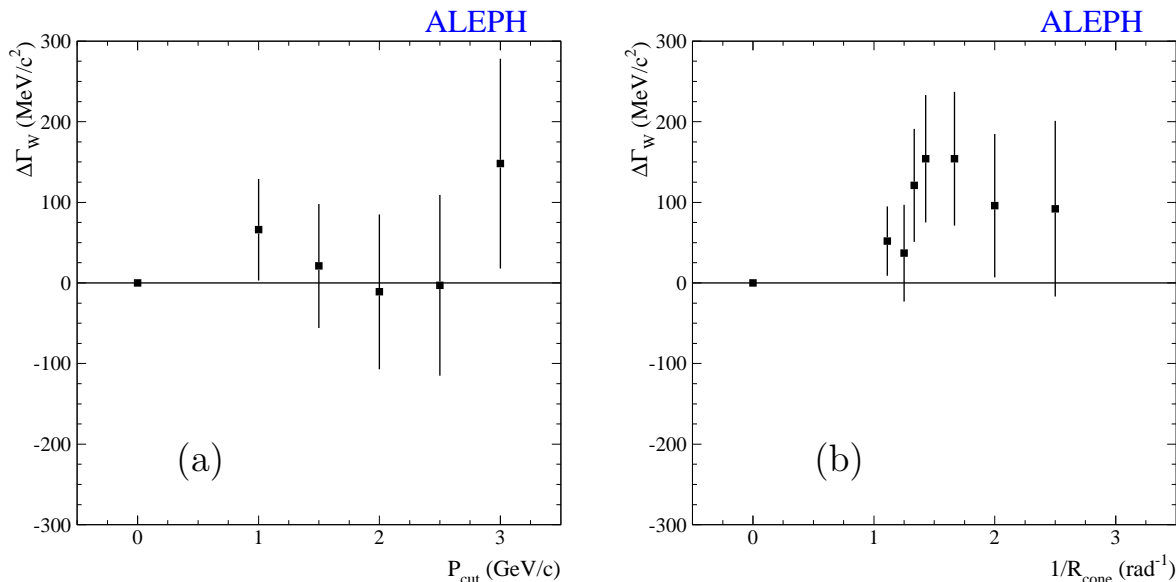 ALEPH
ΔΓ_W (MeV/c²)
300
200
100
0
-100
-200
-300
(a)
0 1 2 3
P_cut (GeV/c)
ALEPH
ΔΓ_W (MeV/c²)
300
200
100
0
-100
-200
-300
(b)
0 1 2 3
1/R_cone (rad⁻¹)